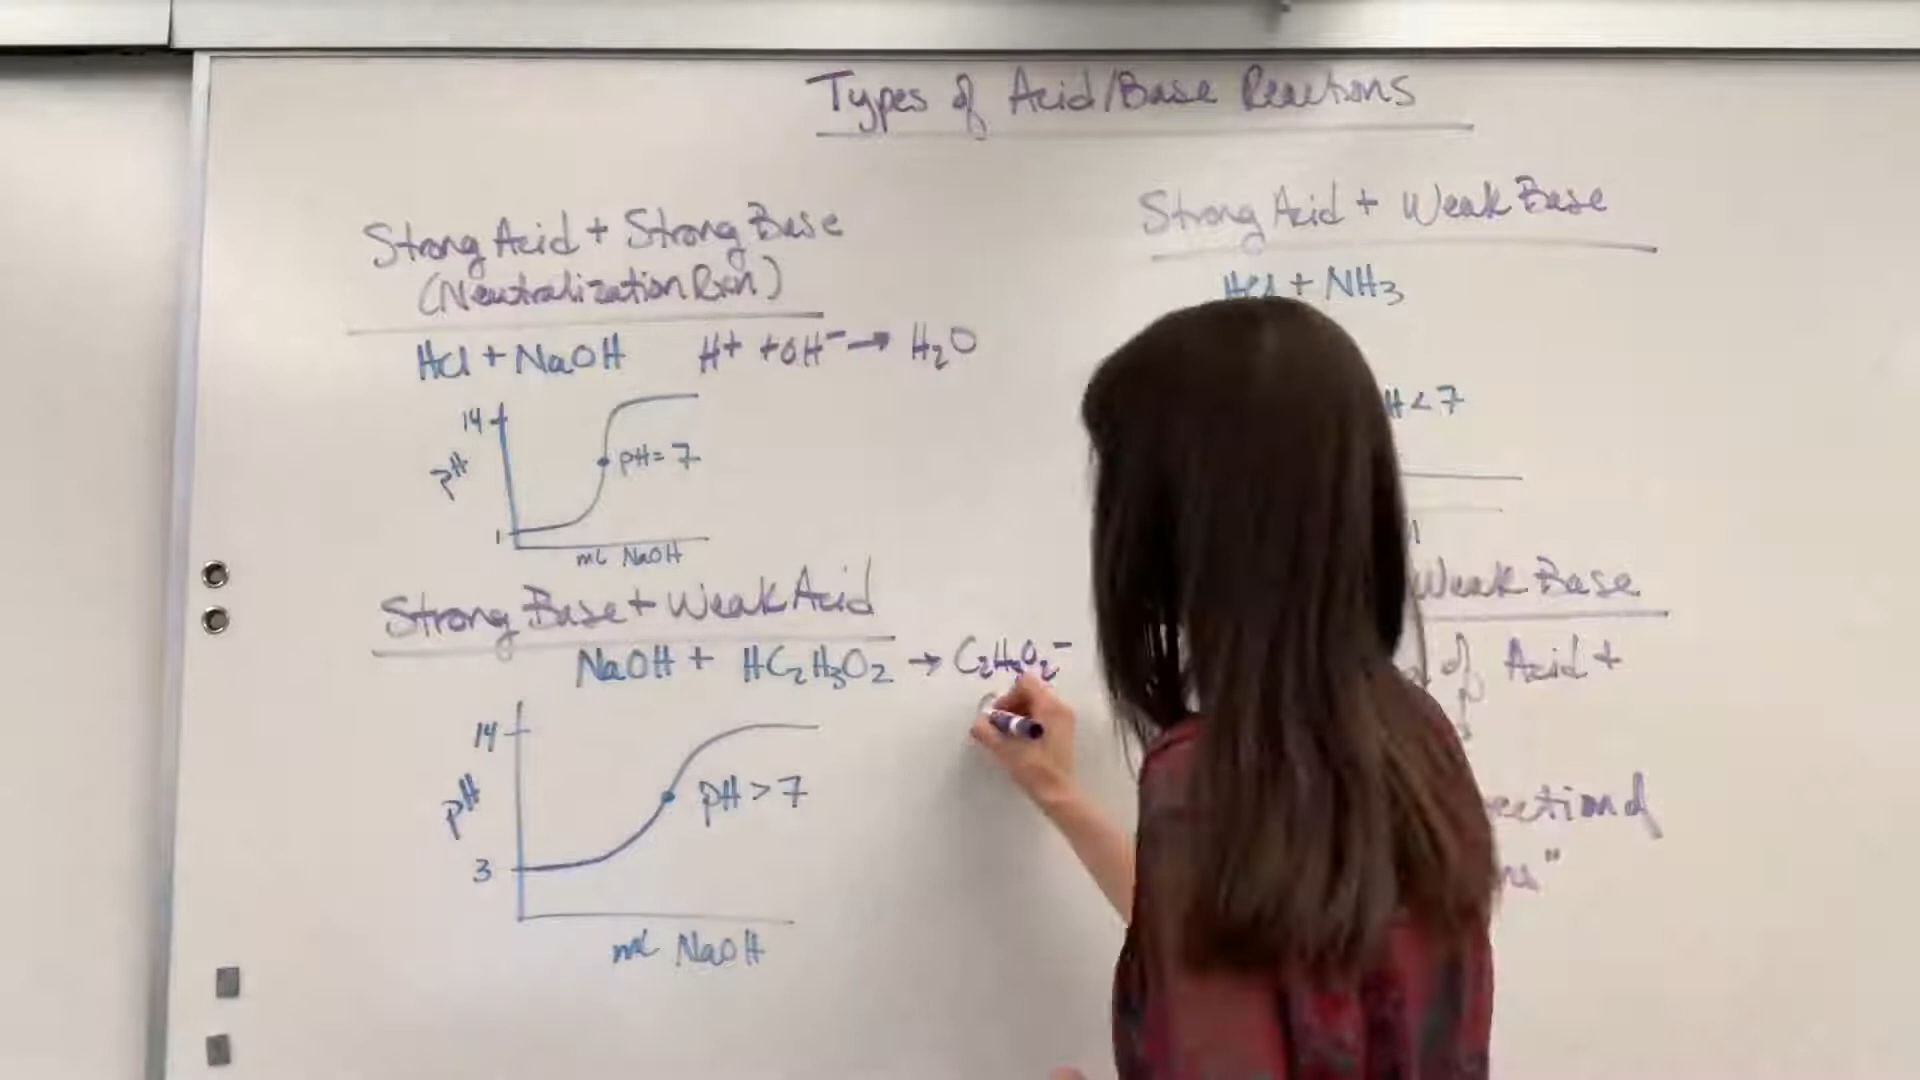 Types of Acid/Base Reactions
Strong Acid + Strong Base
(Neutralization Rxn)
HCl + NaOH H+ + OH⁻ → H₂O
14
pH
pH = 7
1
mL NaOH
Strong Base + Weak Acid
NaOH + HC₂H₃O₂ → C₂H₃O₂⁻
14
pH
pH > 7
3
mL NaOH
Strong Acid + Weak Base
HCl + NH₃
H < 7
Weak Base
of Acid +